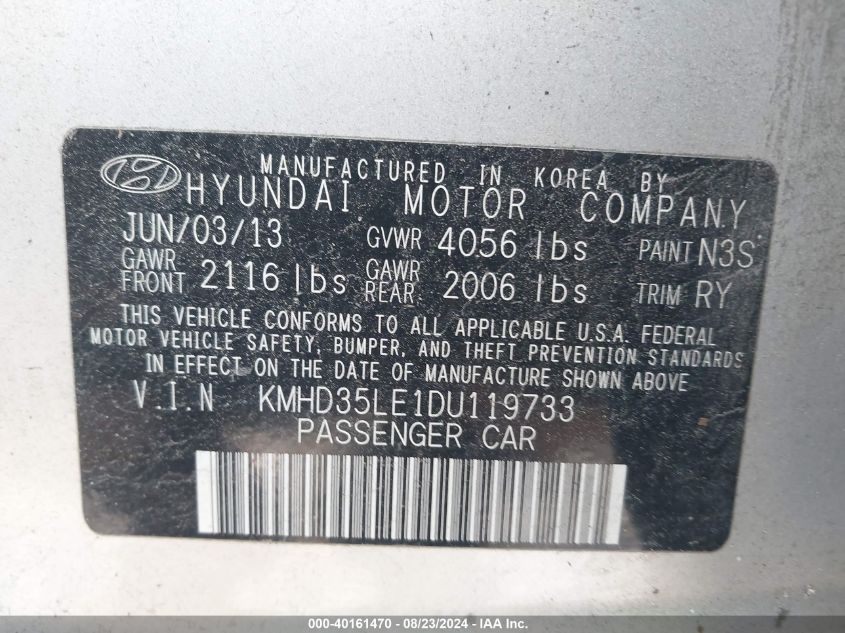 MANUFACTURED IN KOREA BY
HYUNDAI MOTOR COMPANY
JUN/03/13 GVWR 4056 lbs PAINT N3S
GAWR FRONT 2116 lbs GAWR REAR 2006 lbs TRIM RY
THIS VEHICLE CONFORMS TO ALL APPLICABLE U.S.A. FEDERAL
MOTOR VEHICLE SAFETY, BUMPER, AND THEFT PREVENTION STANDARDS
IN EFFECT ON THE DATE OF MANUFACTURE SHOWN ABOVE
V.I.N KMHD35LE1DU119733
PASSENGER CAR
000-40161470 - 08/23/2024 - IAA Inc.